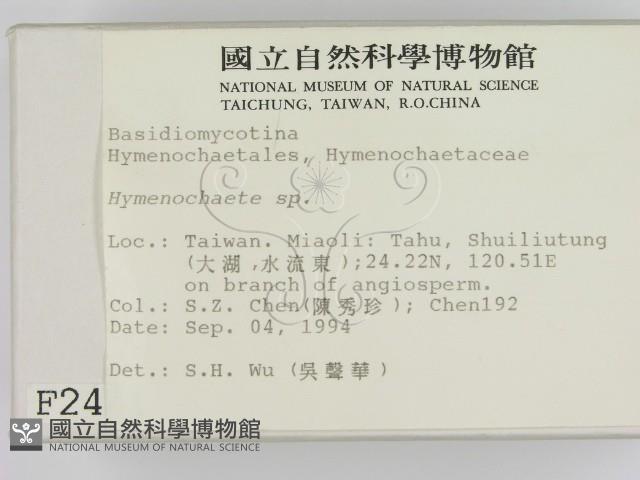 國立自然科學博物館
NATIONAL MUSEUM OF NATURAL SCIENCE
TAICHUNG, TAIWAN, R.O.CHINA
Basidiomycotina
Hymenochaetales, Hymenochaetaceae
Hymenochaete sp.
Loc.: Taiwan. Miaoli: Tahu, Shuiliutung
(大湖,水流東);24.22N, 120.51E
on branch of angiosperm.
Col.: S.Z. Chen(陳秀珍); Chen192
Date: Sep. 04, 1994
Det.: S.H. Wu (吳聲華)
F24
國立自然科學博物館
NATIONAL MUSEUM OF NATURAL SCIENCE